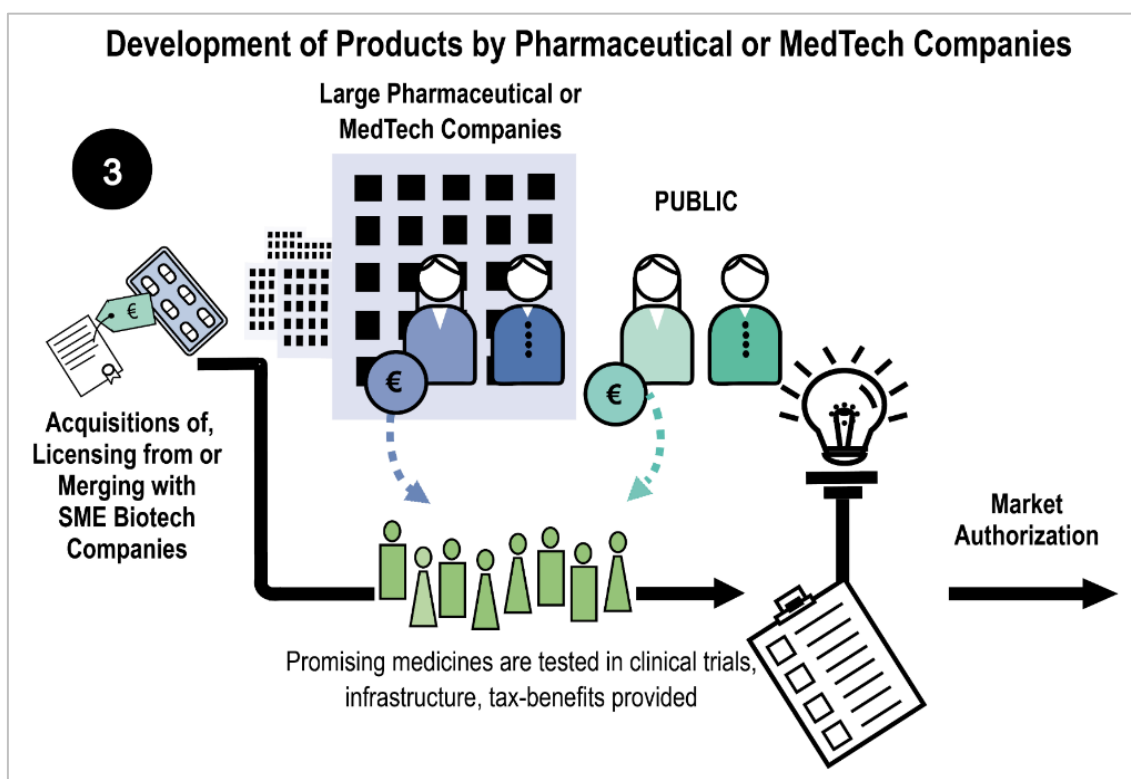 Development of Products by Pharmaceutical or MedTech Companies
Large Pharmaceutical or
MedTech Companies
3
PUBLIC
€
€
€
Acquisitions of,
Licensing from or
Merging with
SME Biotech
Companies
Market
Authorization
Promising medicines are tested in clinical trials,
infrastructure, tax-benefits provided